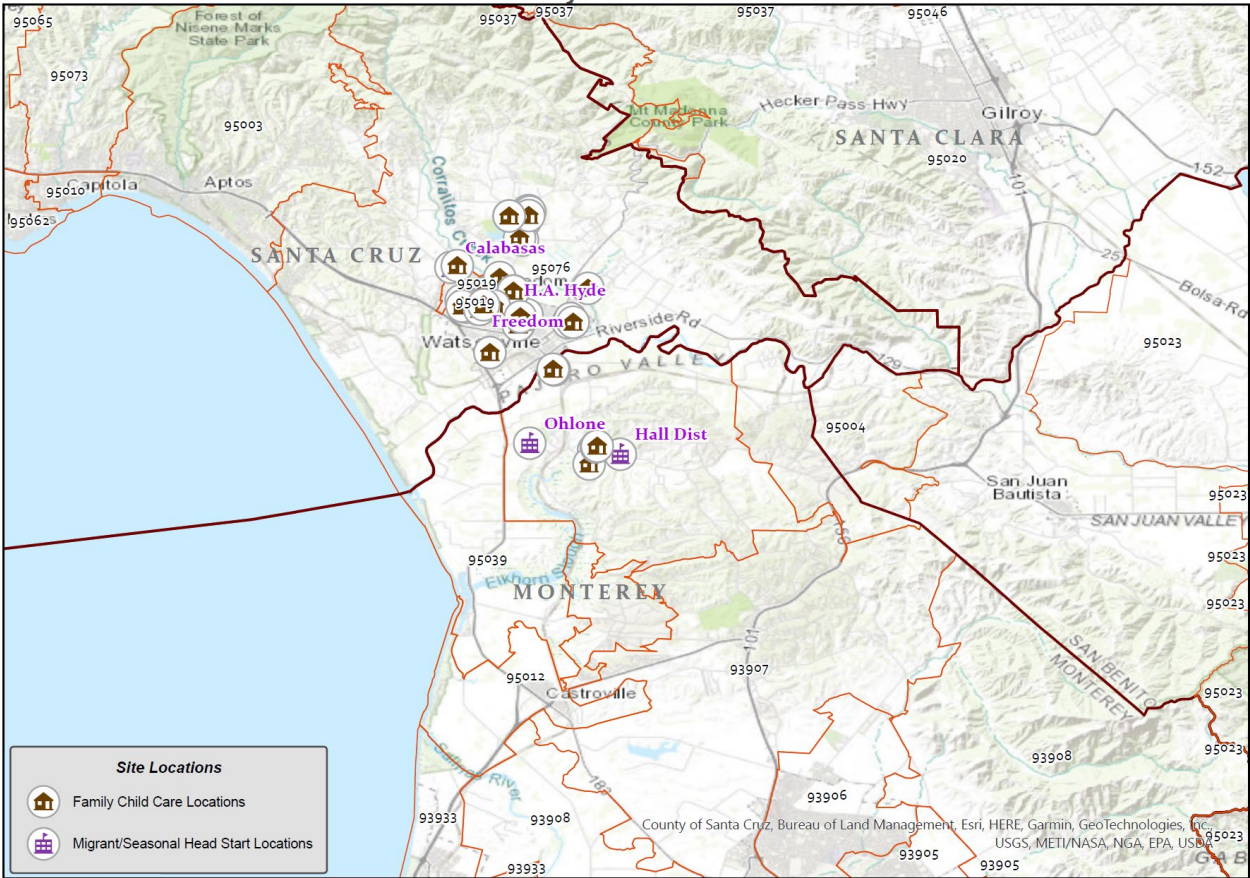 95065
Forest of
Nisene Marks
State Park
95037
95037
95037
95046
95073
95003
Mt Madonna
County Park
Hecker Pass Hwy
Gilroy
SANTA CLARA
95020
152
101
95010
Capitola
Aptos
95062
Corralitos
SANTA CRUZ
Calabasas
95076
25
Bolsa Rd
95019
H.A. Hyde
95019
Freedom
Riverside Rd
129
95023
VALLEY
Ohlone
Hall Dist
95004
San Juan
Bautista
95023
SAN JUAN VALLEY
156
95023
95039
Elkhorn Slough
MONTEREY
95023
101
SAN BENITO
MONTEREY
93907
95012
Castroville
95023
95023
93908
Salinas River
183
93906
93933
93908
93933
93905
93905
95023
Site Locations
Family Child Care Locations
Migrant/Seasonal Head Start Locations
County of Santa Cruz, Bureau of Land Management, Esri, HERE, Garmin, GeoTechnologies, Inc.,
USGS, METI/NASA, NGA, EPA, USDA